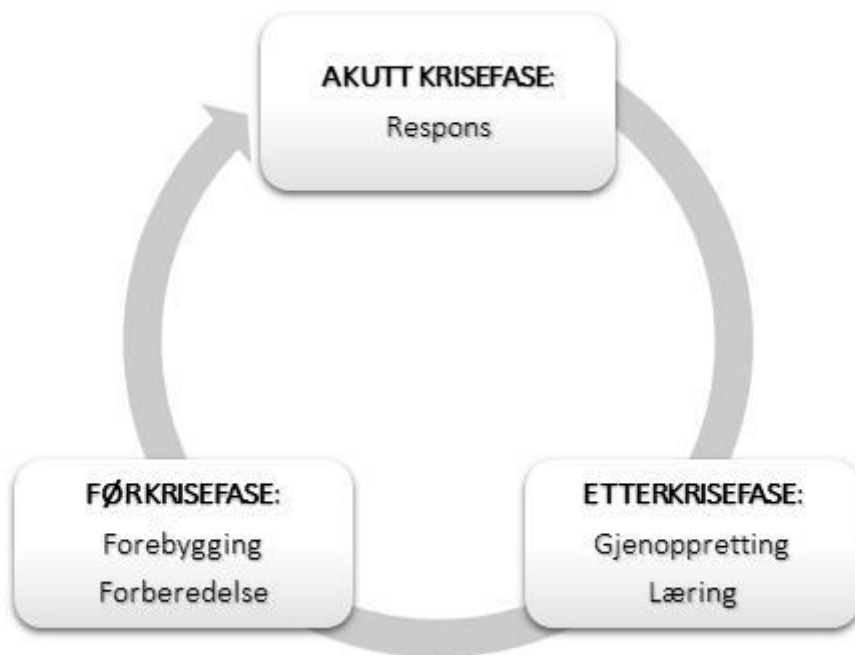 AKUTT KRISEFASE:
Respons
FØRKRISEFASE:
Forebygging
Forberedelse
ETTERKRISEFASE:
Gjenoppretting
Læring